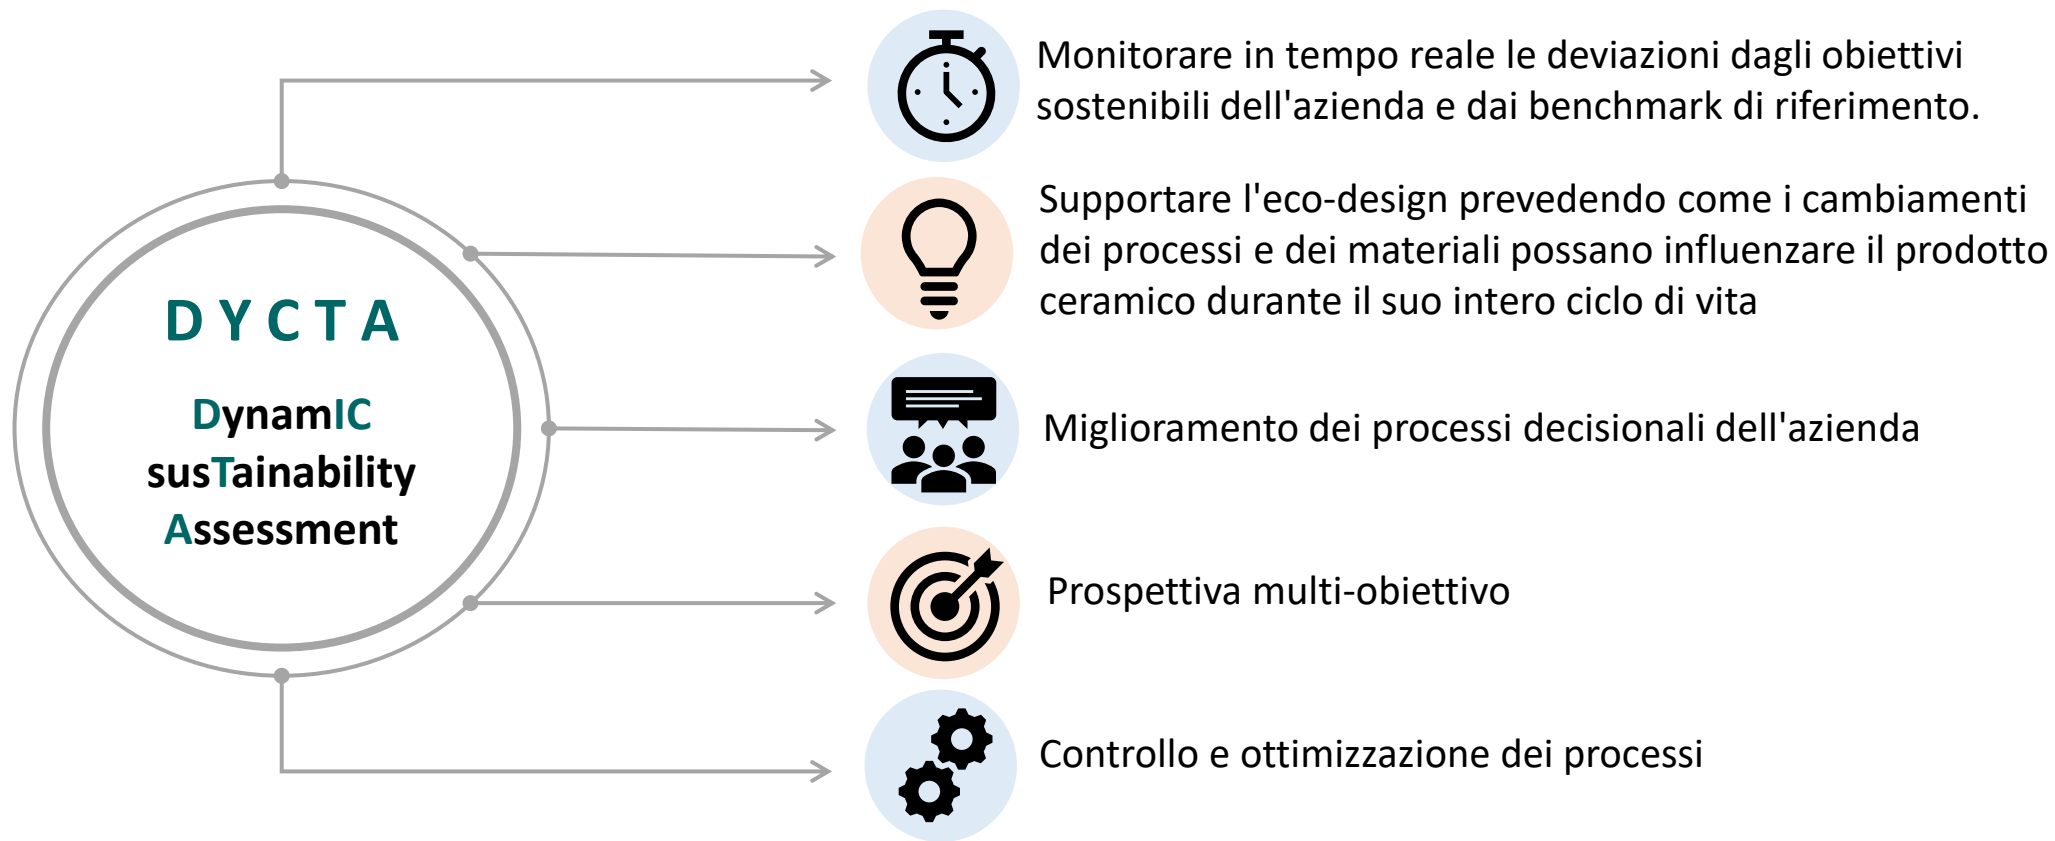 D Y C T A
DynamIC
susTainability
Assessment
Monitorare in tempo reale le deviazioni dagli obiettivi
sostenibili dell'azienda e dai benchmark di riferimento.
Supportare l'eco-design prevedendo come i cambiamenti
dei processi e dei materiali possano influenzare il prodotto
ceramico durante il suo intero ciclo di vita
Miglioramento dei processi decisionali dell'azienda
Prospettiva multi-obiettivo
Controllo e ottimizzazione dei processi